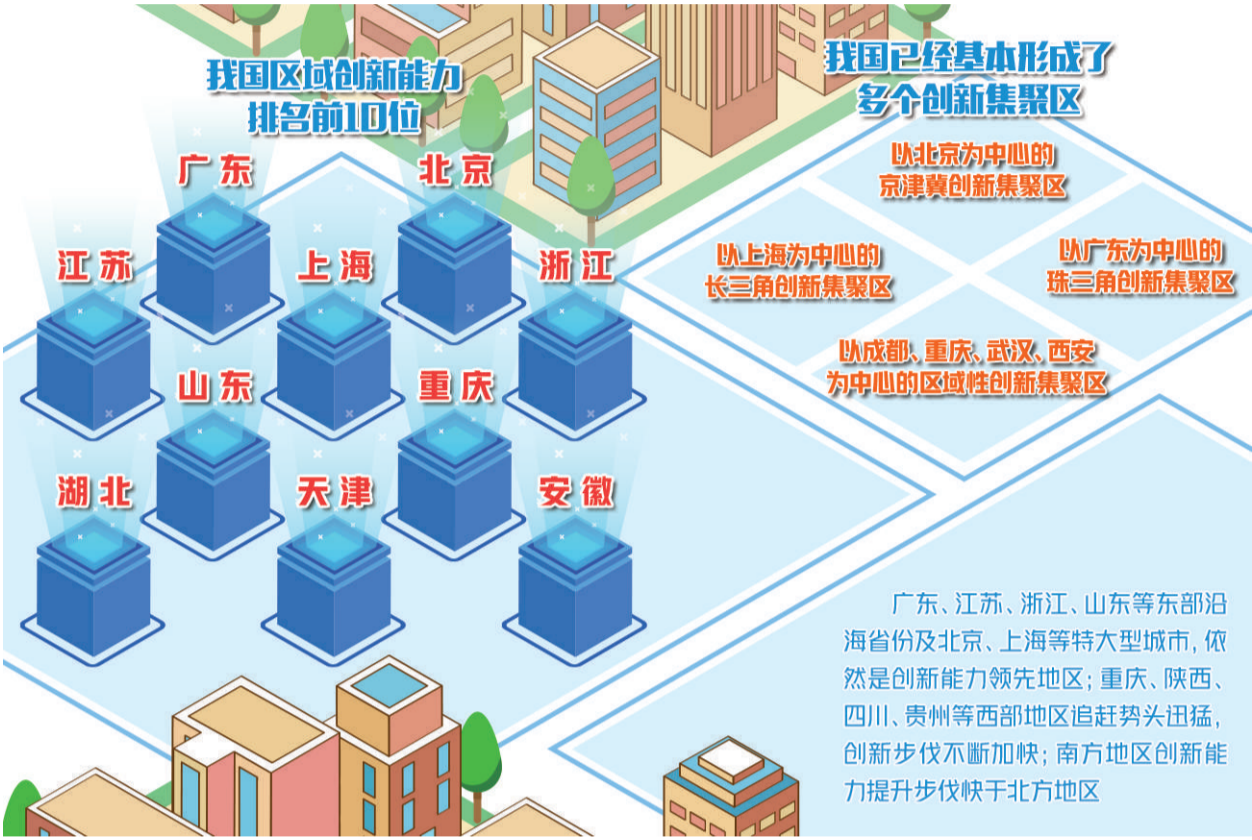 我国区域创新能力
排名前10位
广东
北京
江苏
上海
浙江
山东
重庆
湖北
天津
安徽
我国已经基本形成了
多个创新集聚区
以北京为中心的
京津冀创新集聚区
以上海为中心的
长三角创新集聚区
以广东为中心的
珠三角创新集聚区
以成都、重庆、武汉、西安
为中心的区域性创新集聚区
广东、江苏、浙江、山东等东部沿
海省份及北京、上海等特大型城市,依
然是创新能力领先地区;重庆、陕西、
四川、贵州等西部地区追赶势头迅猛,
创新步伐不断加快;南方地区创新能
力提升步伐快于北方地区